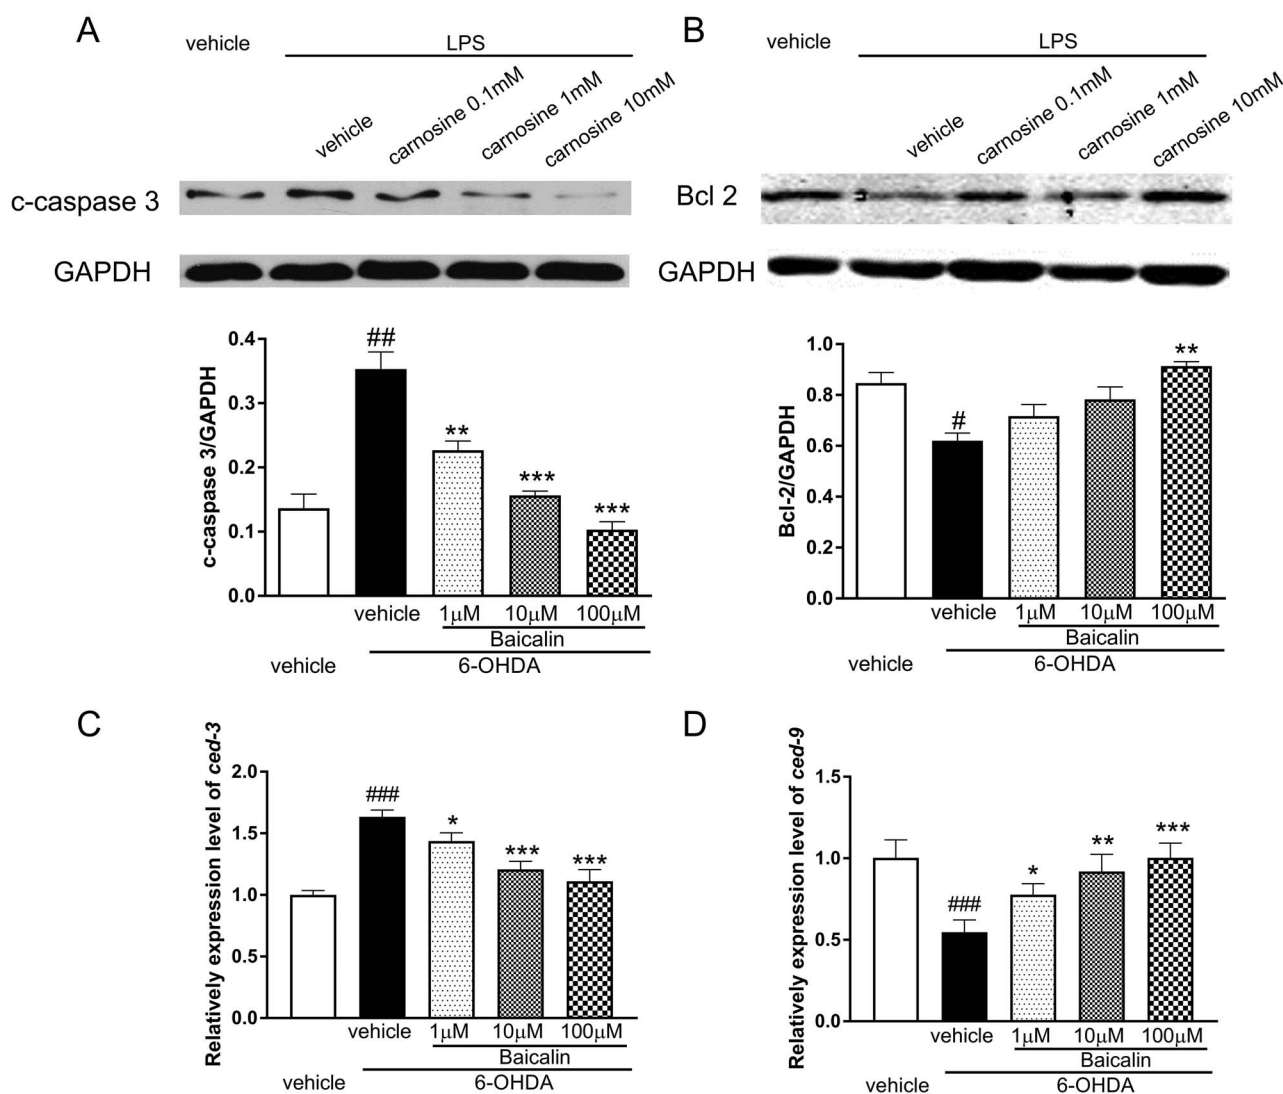 A
vehicle
LPS
vehicle
carnosine 0.1mM
carnosine 1mM
carnosine 10mM
c-caspase 3
GAPDH
c-caspase 3/GAPDH
0.4
0.3
0.2
0.1
0.0
##
**
***
***
vehicle
1μM
10μM
100μM
Baicalin
vehicle
6-OHDA
B
vehicle
LPS
vehicle
carnosine 0.1mM
carnosine 1mM
carnosine 10mM
Bcl 2
GAPDH
Bcl-2/GAPDH
1.0
0.8
0.6
0.4
0.2
0.0
#
**
vehicle
1μM
10μM
100μM
Baicalin
vehicle
6-OHDA
C
Relatively expression level of ced-3
2.0
1.5
1.0
0.5
0.0
###
*
***
***
vehicle
1μM
10μM
100μM
Baicalin
vehicle
6-OHDA
D
Relatively expression level of ced-9
1.5
1.0
0.5
0.0
###
*
**
***
vehicle
1μM
10μM
100μM
Baicalin
vehicle
6-OHDA